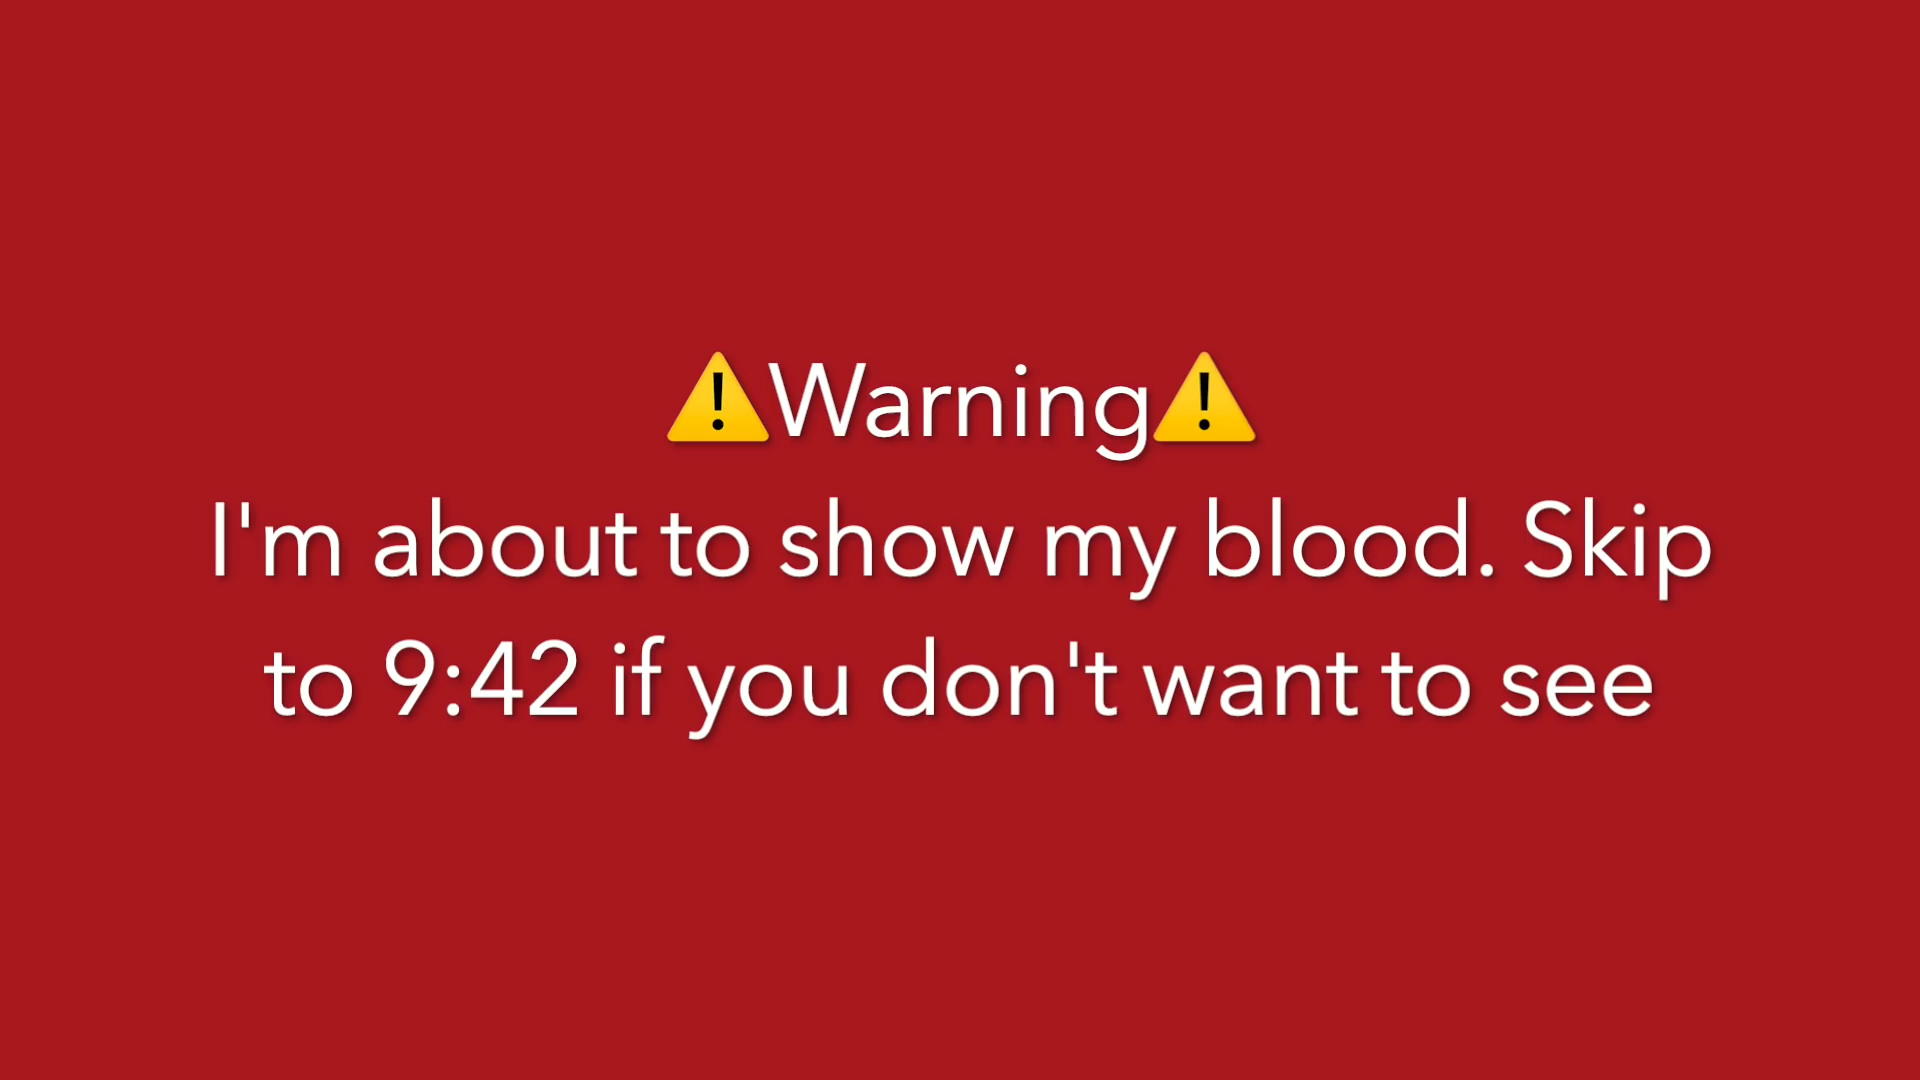 ⚠️Warning⚠️
I'm about to show my blood. Skip
to 9:42 if you don't want to see